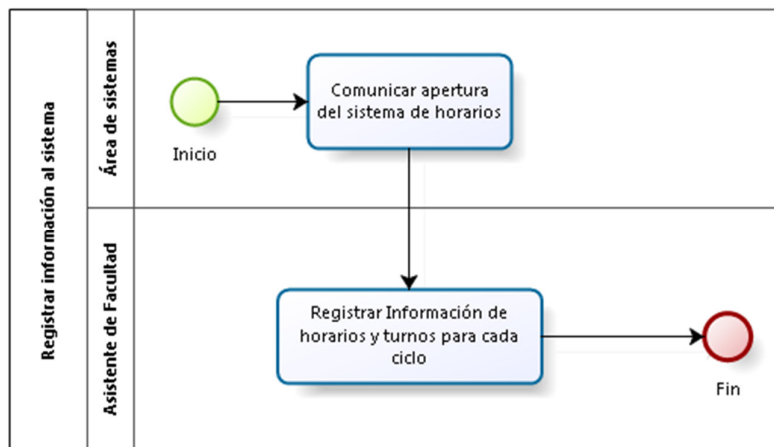 Registrar información al sistema
Área de sistemas
Inicio
Comunicar apertura
del sistema de horarios
Asistente de Facultad
Registrar Información de
horarios y turnos para cada
ciclo
Fin